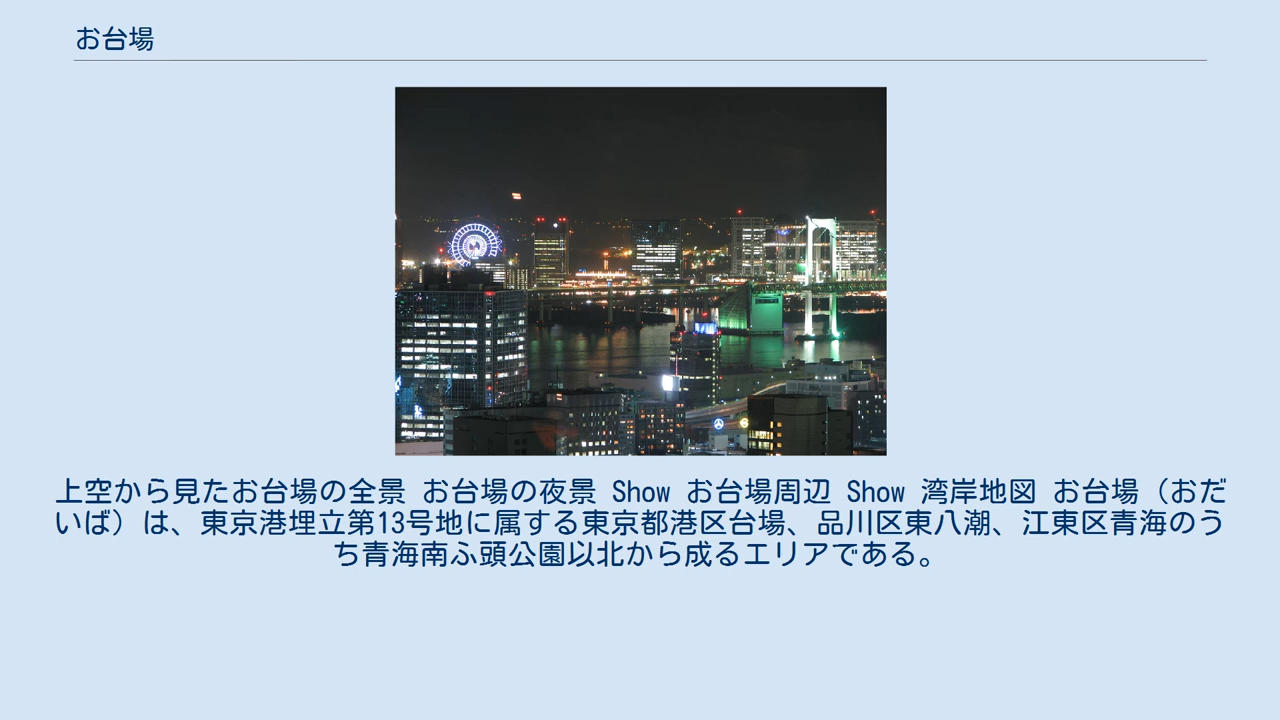 お台場
上空から見たお台場の全景 お台場の夜景 Show お台場周辺 Show 湾岸地図 お台場（おだ
いば）は、東京港埋立第13号地に属する東京都港区台場、品川区東八潮、江東区青海のう
ち青海南ふ頭公園以北から成るエリアである。